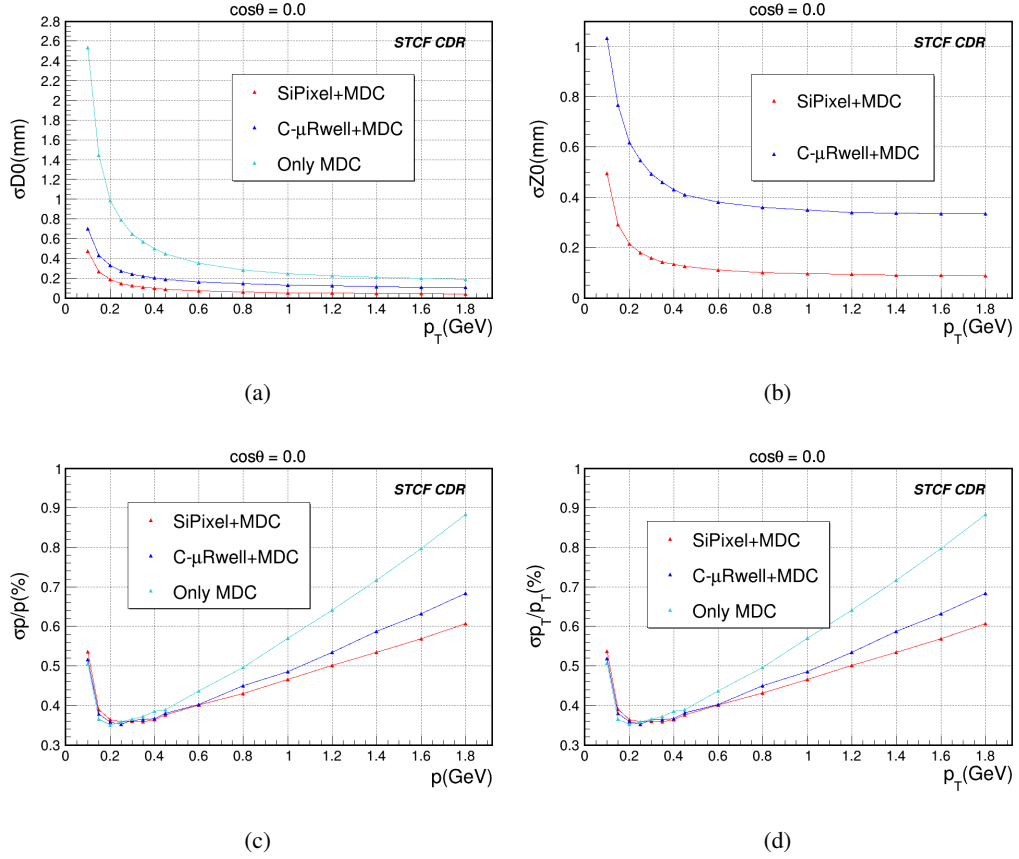 cosθ = 0.0
STCF CDR
σD0(mm)
2.8
2.6
2.4
2.2
2
1.8
1.6
1.4
1.2
1
0.8
0.6
0.4
0.2
0
SiPixel+MDC
C-μRwell+MDC
Only MDC
0 0.2 0.4 0.6 0.8 1 1.2 1.4 1.6 1.8
p_T(GeV)
(a)
cosθ = 0.0
STCF CDR
σZ0(mm)
1
0.8
0.6
0.4
0.2
0
SiPixel+MDC
C-μRwell+MDC
0 0.2 0.4 0.6 0.8 1 1.2 1.4 1.6 1.8
p_T(GeV)
(b)
cosθ = 0.0
STCF CDR
σp/p(%)
1
0.9
0.8
0.7
0.6
0.5
0.4
0.3
SiPixel+MDC
C-μRwell+MDC
Only MDC
0 0.2 0.4 0.6 0.8 1 1.2 1.4 1.6 1.8
p(GeV)
(c)
cosθ = 0.0
STCF CDR
σp_T/p_T(%)
1
0.9
0.8
0.7
0.6
0.5
0.4
0.3
SiPixel+MDC
C-μRwell+MDC
Only MDC
0 0.2 0.4 0.6 0.8 1 1.2 1.4 1.6 1.8
p_T(GeV)
(d)